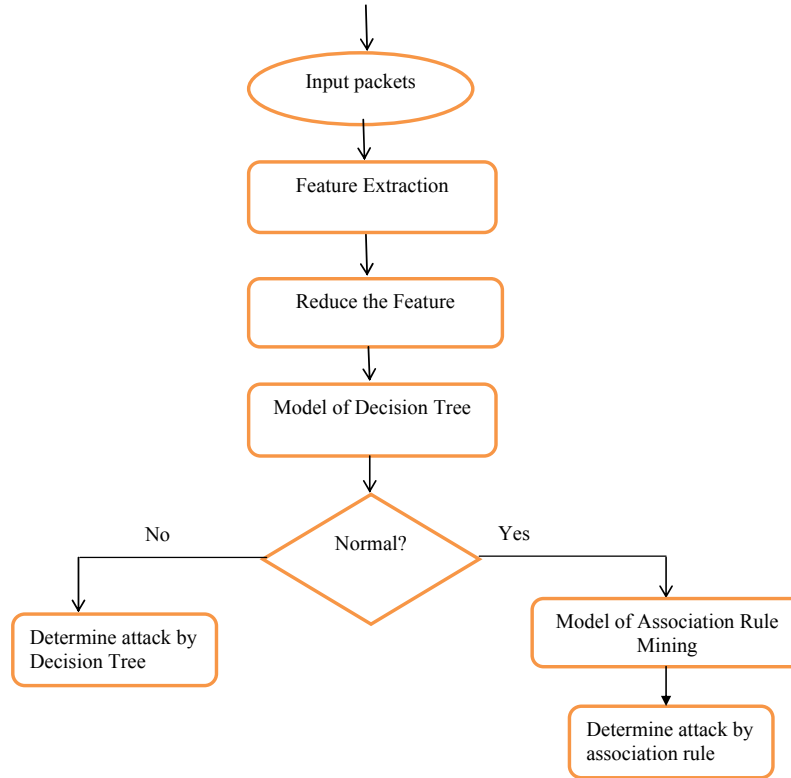 Input packets
Feature Extraction
Reduce the Feature
Model of Decision Tree
Normal?
No
Yes
Determine attack by
Decision Tree
Model of Association Rule
Mining
Determine attack by
association rule